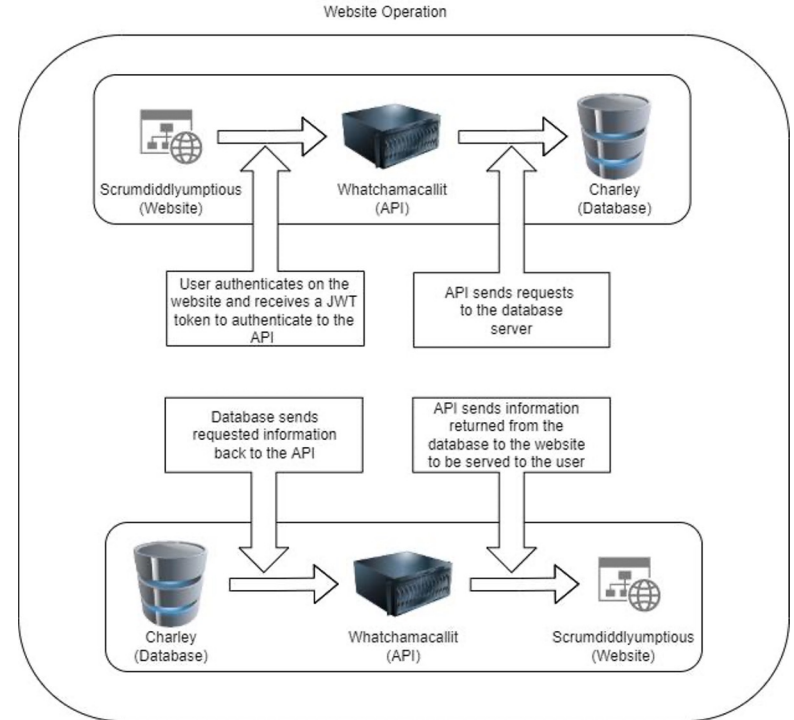 Website Operation
Scrumdiddlyumptious
(Website)
Whatchamacallit
(API)
Charley
(Database)
User authenticates on the
website and receives a JWT
token to authenticate to the
API
API sends requests
to the database
server
Database sends
requested information
back to the API
API sends information
returned from the
database to the website
to be served to the user
Charley
(Database)
Whatchamacallit
(API)
Scrumdiddlyumptious
(Website)